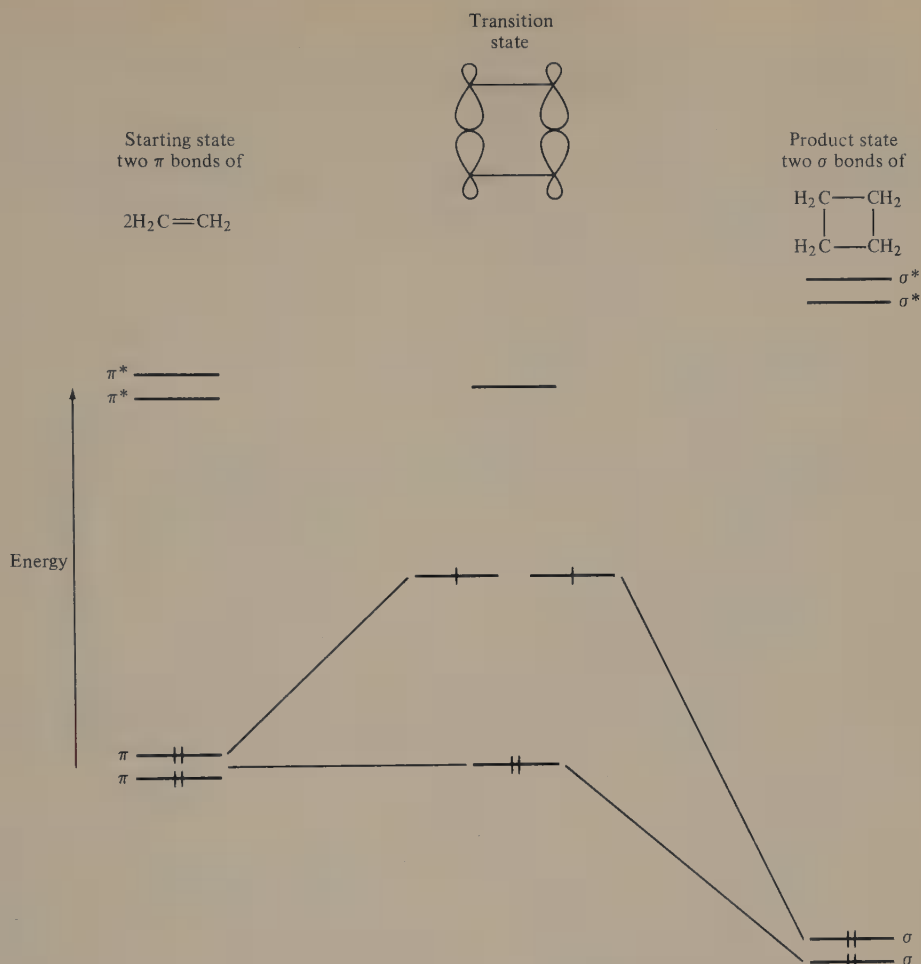 Transition
state
Starting state
two π bonds of
2H₂C=CH₂
Product state
two σ bonds of
H₂C—CH₂
H₂C—CH₂
σ*
σ*
π*
π*
Energy
π
π
σ
σ